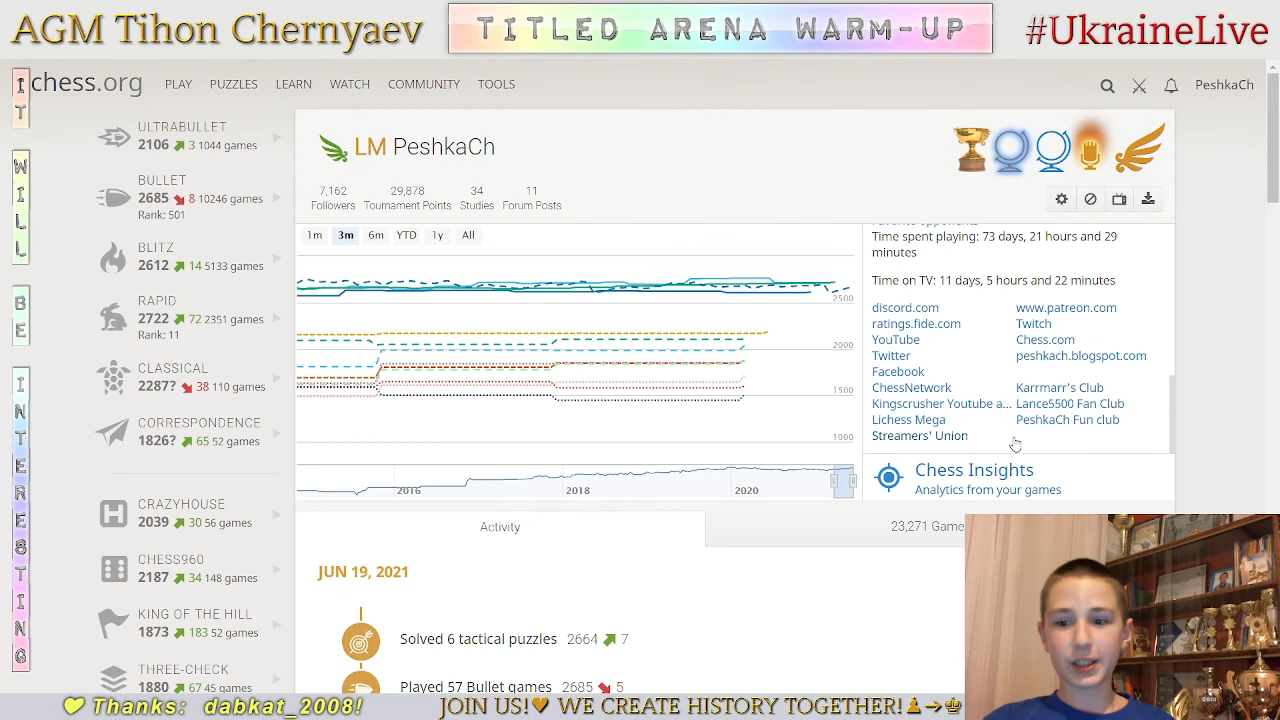 AGM Tihon Chernyaev
TITLED ARENA WARM-UP
#UkraineLive
IT
WILL
BE
INTERESTING
chess.org
PLAY
PUZZLES
LEARN
WATCH
COMMUNITY
TOOLS
PeshkaCh
ULTRABULLET
2106 3 1044 games
BULLET
2685 8 10246 games
Rank: 501
BLITZ
2612 14 5133 games
RAPID
2722 72 2351 games
Rank: 11
CLASSICAL
2287? 38 110 games
CORRESPONDENCE
1826? 65 52 games
CRAZYHOUSE
2039 30 56 games
CHESS960
2187 34 148 games
KING OF THE HILL
1873 183 52 games
THREE-CHECK
1880 67 45 games
LM PeshkaCh
7,162
Followers
29,878
Tournament Points
34
Studies
11
Forum Posts
1m 3m 6m YTD 1y All
2500
2000
1500
1000
2016
2018
2020
Favorite opponents
Time spent playing: 73 days, 21 hours and 29
minutes
Time on TV: 11 days, 5 hours and 22 minutes
discord.com www.patreon.com
ratings.fide.com Twitch
YouTube Chess.com
Twitter peshkach.blogspot.com
Facebook
ChessNetwork Karrmarr's Club
Kingscrusher Youtube a... Lance5500 Fan Club
Lichess Mega PeshkaCh Fun club
Streamers' Union
Chess Insights
Analytics from your games
Activity
23,271 Game
JUN 19, 2021
Solved 6 tactical puzzles 2664 7
Played 57 Bullet games 2685 5
Thanks: dabkat_2008!
JOIN US! WE CREATE HISTORY TOGETHER!